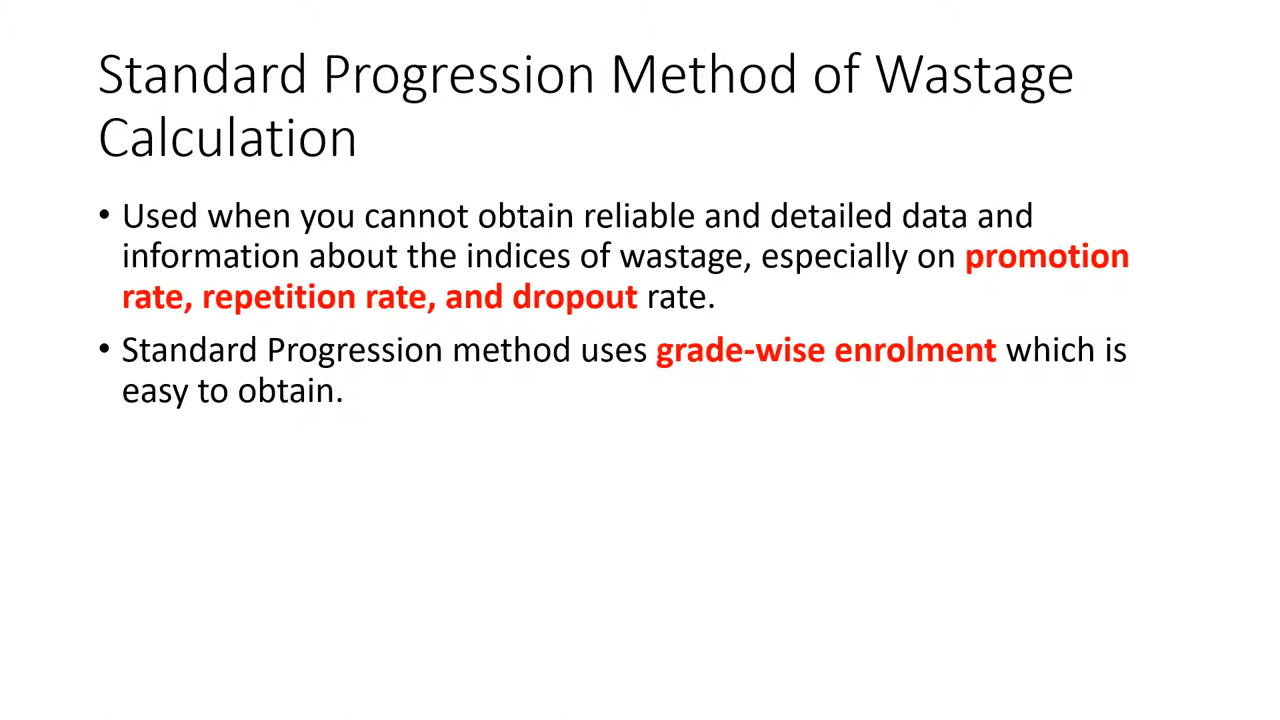 Standard Progression Method of Wastage
Calculation
• Used when you cannot obtain reliable and detailed data and
information about the indices of wastage, especially on promotion
rate, repetition rate, and dropout rate.
• Standard Progression method uses grade-wise enrolment which is
easy to obtain.